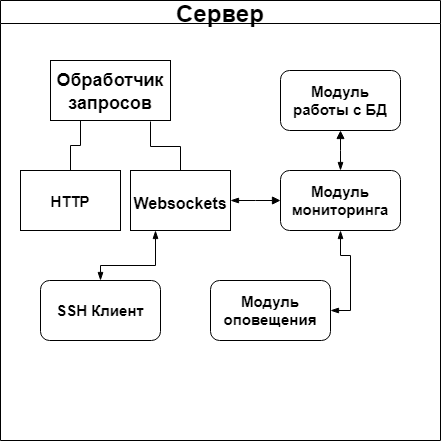 Сервер
Обработчик
запросов
Модуль
работы с БД
HTTP
Websockets
Модуль
мониторинга
SSH Клиент
Модуль
оповещения